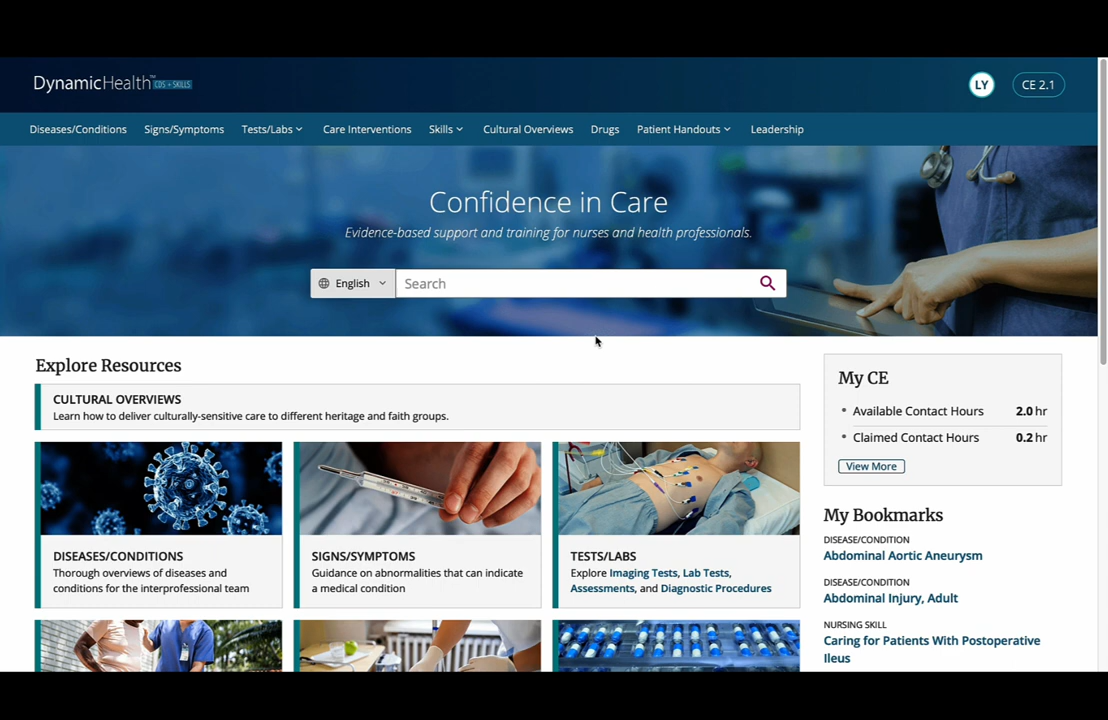 DynamicHealth™ CDS + SKILLS
LY
CE 2.1
Diseases/Conditions Signs/Symptoms Tests/Labs Care Interventions Skills Cultural Overviews Drugs Patient Handouts Leadership
Confidence in Care
Evidence-based support and training for nurses and health professionals.
English Search
Explore Resources
CULTURAL OVERVIEWS
Learn how to deliver culturally-sensitive care to different heritage and faith groups.
DISEASES/CONDITIONS
Thorough overviews of diseases and
conditions for the interprofessional team
SIGNS/SYMPTOMS
Guidance on abnormalities that can indicate
a medical condition
TESTS/LABS
Explore Imaging Tests, Lab Tests,
Assessments, and Diagnostic Procedures
My CE
• Available Contact Hours 2.0 hr
• Claimed Contact Hours 0.2 hr
View More
My Bookmarks
DISEASE/CONDITION
Abdominal Aortic Aneurysm
DISEASE/CONDITION
Abdominal Injury, Adult
NURSING SKILL
Caring for Patients With Postoperative
Ileus